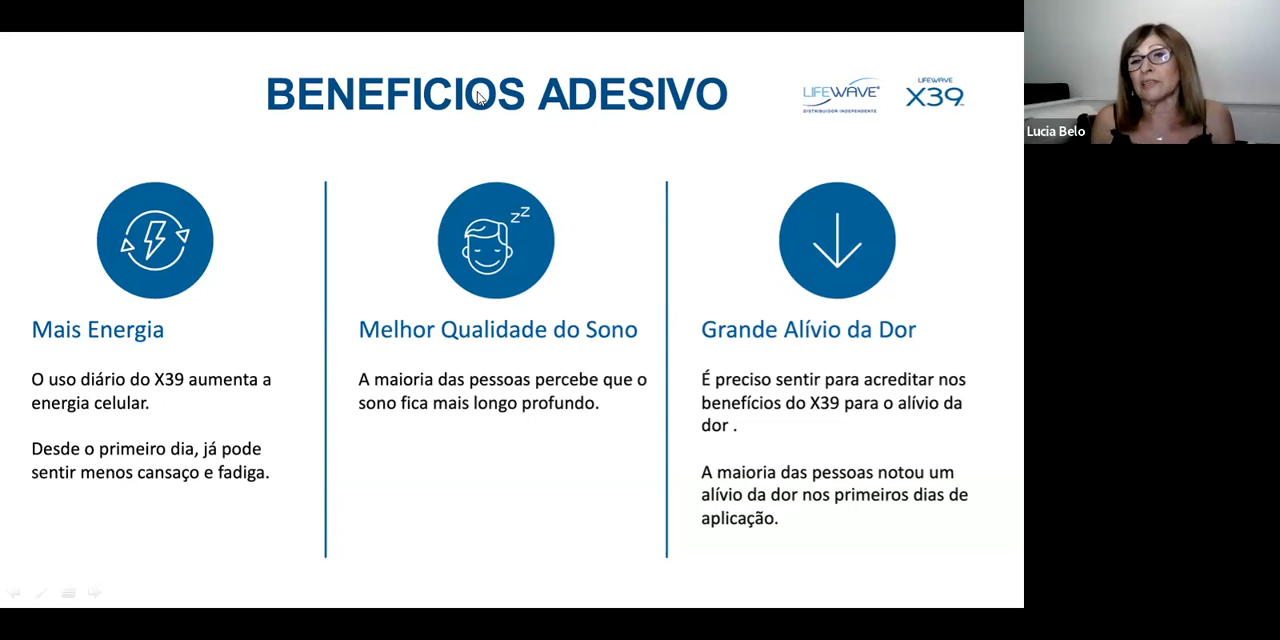 BENEFICIOS ADESIVO
LIFEWAVE
DISTRIBUIDOR INDEPENDENTE
LIFEWAVE
X39
Lucia Belo
zz
Mais Energia
O uso diário do X39 aumenta a
energia celular.
Desde o primeiro dia, já pode
sentir menos cansaço e fadiga.
Melhor Qualidade do Sono
A maioria das pessoas percebe que o
sono fica mais longo profundo.
Grande Alívio da Dor
É preciso sentir para acreditar nos
benefícios do X39 para o alívio da
dor .
A maioria das pessoas notou um
alívio da dor nos primeiros dias de
aplicação.